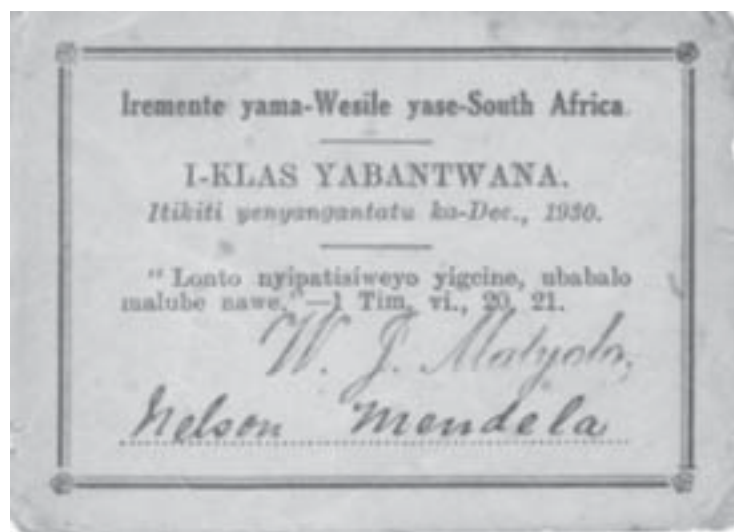 Iremente yama-Wesile yase-South Africa.
I-KLAS YABANTWANA.
Itikiti yenyangantatu ka-Dec., 1930.
" Lonto nyipatisiweyo yigcine, ubabalo
malube nawe."—1 Tim. vi., 20, 21.
W. J. Matyolo,
Nelson Mendela